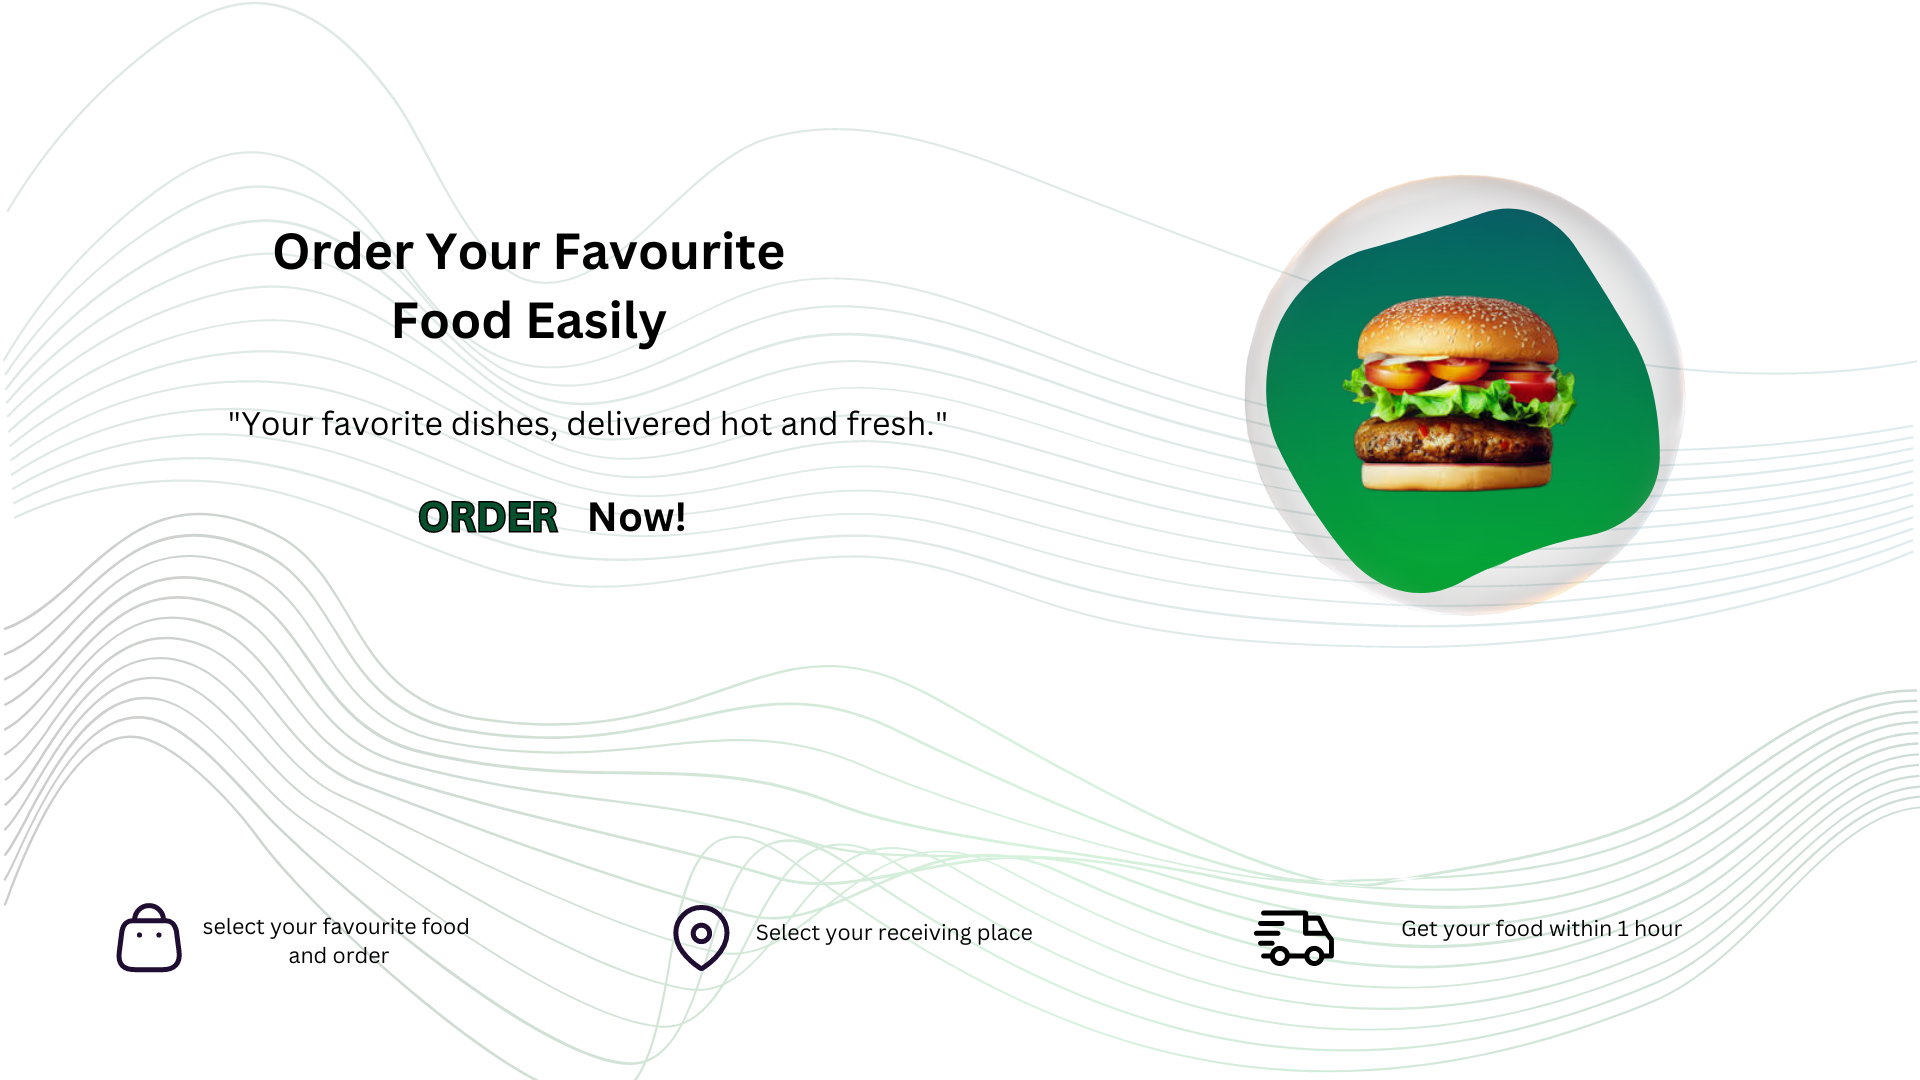 Order Your Favourite
Food Easily
"Your favorite dishes, delivered hot and fresh."
ORDER Now!
select your favourite food
and order
Select your receiving place
Get your food within 1 hour